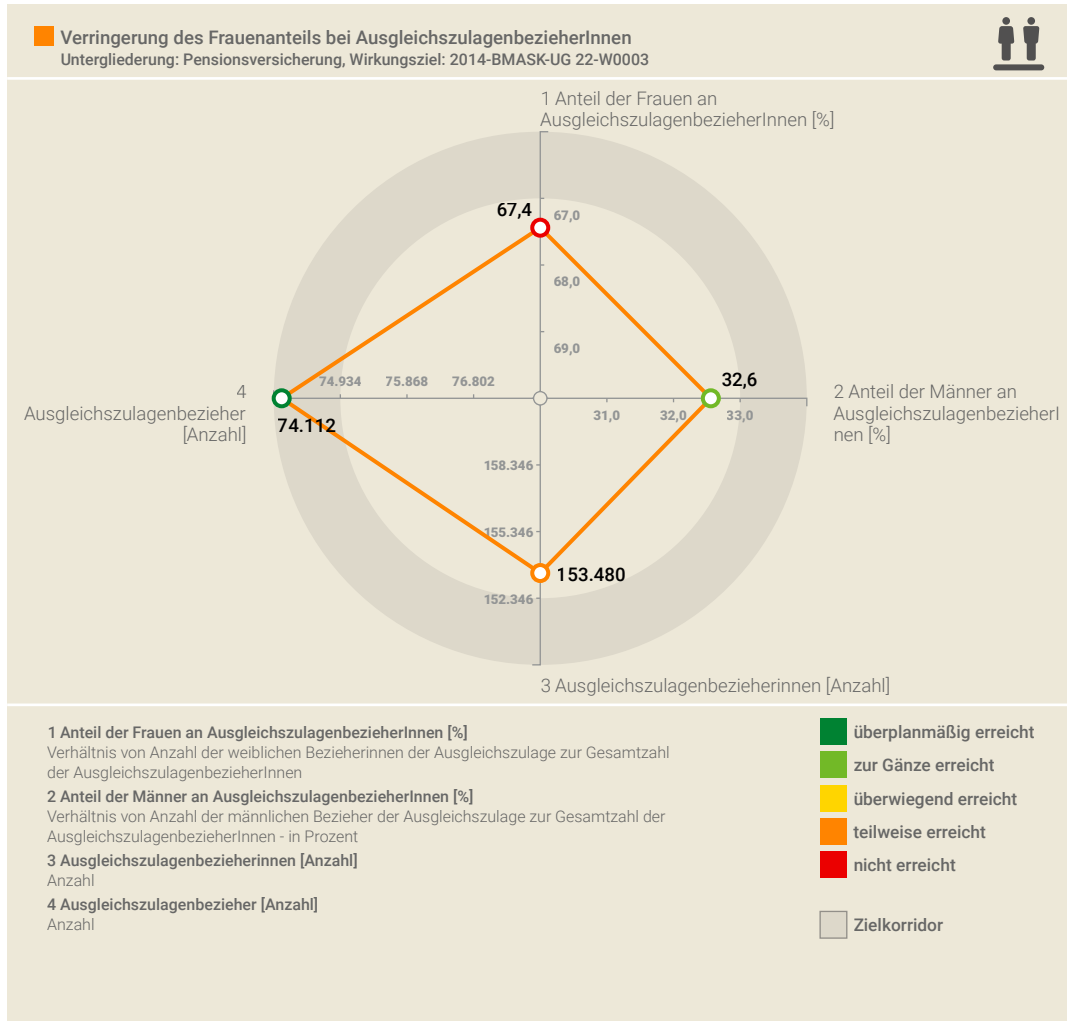 Verringerung des Frauenanteils bei AusgleichszulagenbezieherInnen
Untergliederung: Pensionsversicherung, Wirkungsziel: 2014-BMASK-UG 22-W0003
1 Anteil der Frauen an
AusgleichszulagenbezieherInnen [%]
67,4
67,0
68,0
69,0
4
Ausgleichszulagenbezieher
[Anzahl]
74.934
75.868
76.802
74.112
32,6
31,0
32,0
33,0
2 Anteil der Männer an
AusgleichszulagenbezieherI
nen [%]
158.346
155.346
153.480
152.346
3 Ausgleichszulagenbezieherinnen [Anzahl]
1 Anteil der Frauen an AusgleichszulagenbezieherInnen [%]
Verhältnis von Anzahl der weiblichen Bezieherinnen der Ausgleichszulage zur Gesamtzahl
der AusgleichszulagenbezieherInnen
2 Anteil der Männer an AusgleichszulagenbezieherInnen [%]
Verhältnis von Anzahl der männlichen Bezieher der Ausgleichszulage zur Gesamtzahl der
AusgleichszulagenbezieherInnen - in Prozent
3 Ausgleichszulagenbezieherinnen [Anzahl]
Anzahl
4 Ausgleichszulagenbezieher [Anzahl]
Anzahl
überplanmäßig erreicht
zur Gänze erreicht
überwiegend erreicht
teilweise erreicht
nicht erreicht
Zielkorridor